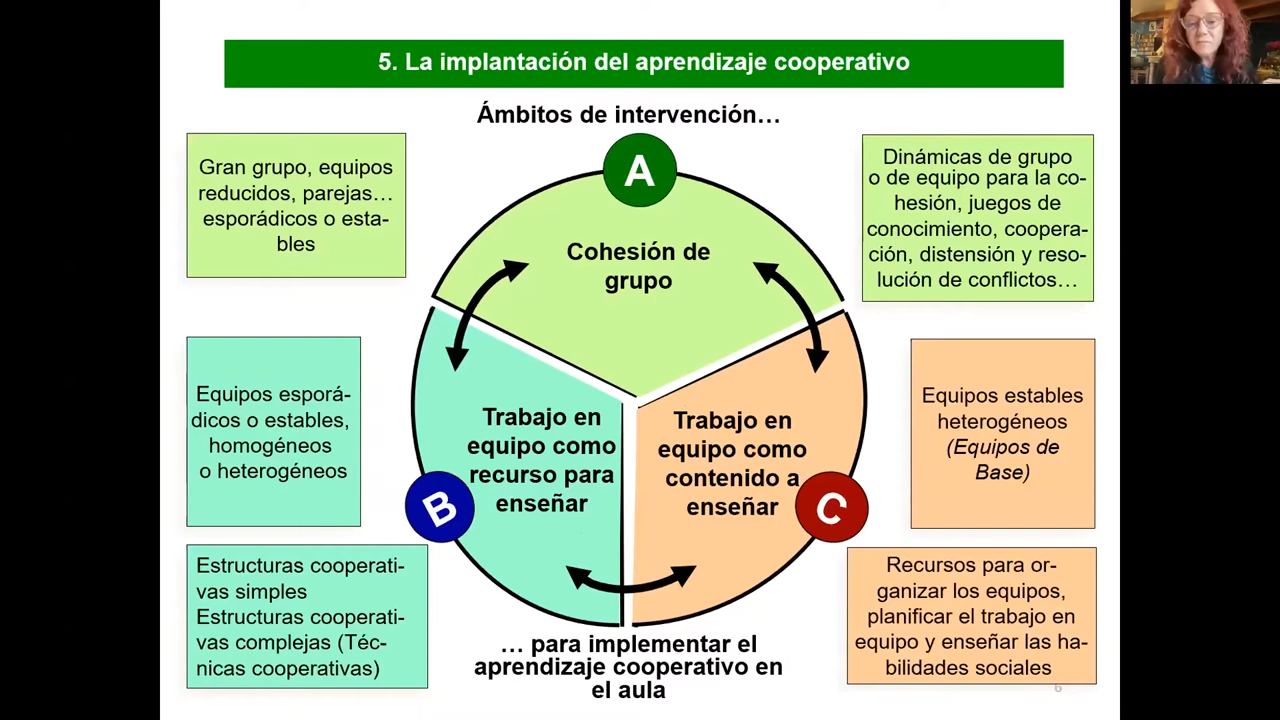 5. La implantación del aprendizaje cooperativo
Ámbitos de intervención…
Gran grupo, equipos
reducidos, parejas…
esporádicos o esta-
bles
A
Dinámicas de grupo
o de equipo para la co-
hesión, juegos de
conocimiento, coopera-
ción, distensión y reso-
lución de conflictos…
Cohesión de
grupo
Equipos esporá-
dicos o estables,
homogéneos
o heterogéneos
Trabajo en
equipo como
recurso para
enseñar
B
Trabajo en
equipo como
contenido a
enseñar
C
Equipos estables
heterogéneos
(Equipos de
Base)
Estructuras cooperati-
vas simples
Estructuras cooperati-
vas complejas (Téc-
nicas cooperativas)
Recursos para or-
ganizar los equipos,
planificar el trabajo en
equipo y enseñar las ha-
bilidades sociales
… para implementar el
aprendizaje cooperativo en
el aula
6